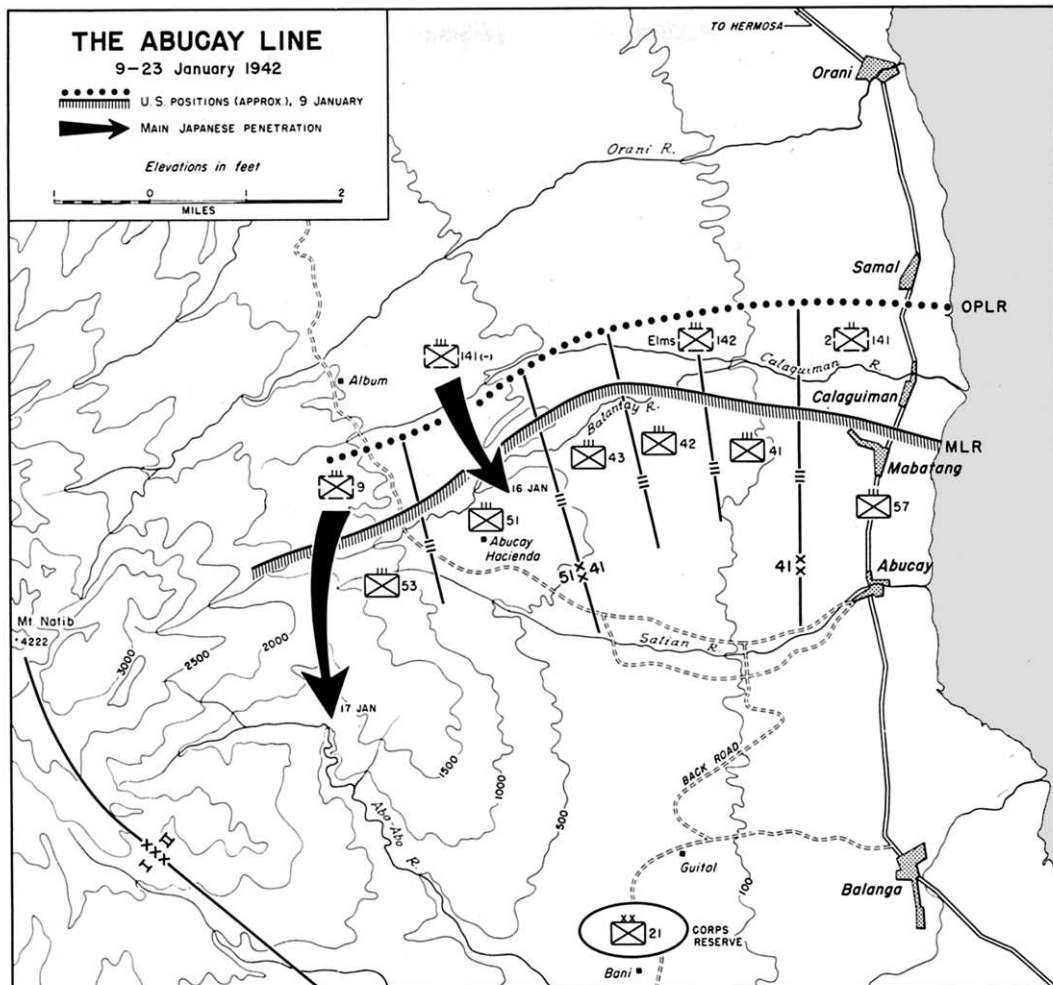 THE ABUCAY LINE
9–23 January 1942
U.S. POSITIONS (APPROX.), 9 JANUARY
MAIN JAPANESE PENETRATION
Elevations in feet
1 0 1 2
MILES
TO HERMOSA
Orani
Orani R.
Samal
OPLR
141(-)
Elms 142
2 141
Calaguiman R.
Album
Calaguiman
Balantay R.
MLR
43
42
41
Mabatang
9
16 JAN
51
57
Abucay
Hacienda
53
51 41
41
Abucay
Mt. Natib
4222
Salian R.
3000
2500
2000
17 JAN
1500
1000
500
BACK ROAD
Abo-Abo R.
II
XXX
I
Guitol
100
Balanga
XX
21
CORPS
RESERVE
Bani